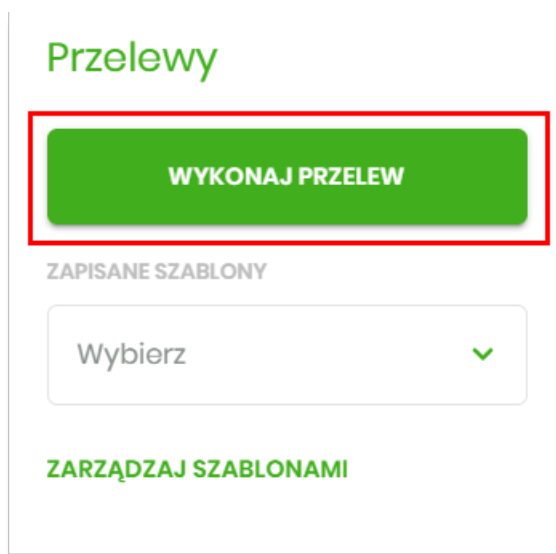 Przelewy
WYKONAJ PRZELEW
ZAPISANE SZABLONY
Wybierz
ZARZĄDZAJ SZABLONAMI